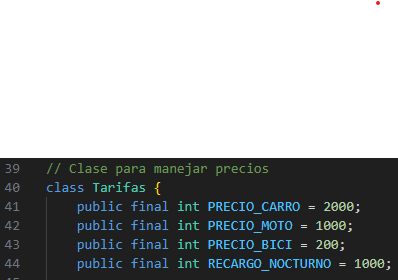 39 // Clase para manejar precios
40 class Tarifas {
41 public final int PRECIO_CARRO = 2000;
42 public final int PRECIO_MOTO = 1000;
43 public final int PRECIO_BICI = 200;
44 public final int RECARGO_NOCTURNO = 1000;